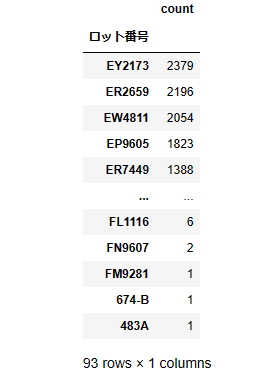 count
ロット番号
EY2173 2379
ER2659 2196
EW4811 2054
EP9605 1823
ER7449 1388
... ...
FL1116 6
FN9607 2
FM9281 1
674-B 1
483A 1
93 rows × 1 columns